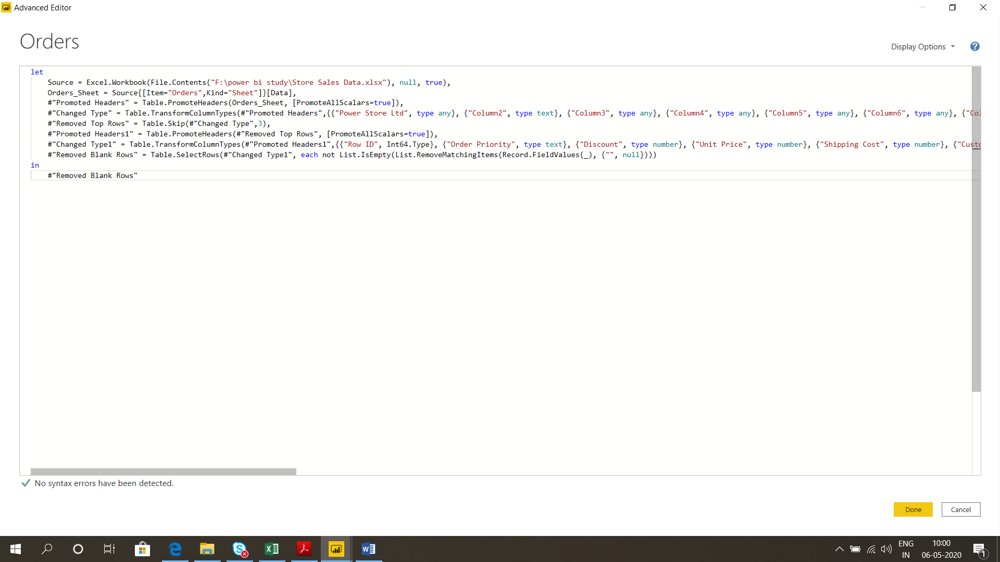 Advanced Editor
Orders
Display Options
?
let
Source = Excel.Workbook(File.Contents("F:\power bi study\Store Sales Data.xlsx"), null, true),
Orders_Sheet = Source{[Item="Orders",Kind="Sheet"]}[Data],
#"Promoted Headers" = Table.PromoteHeaders(Orders_Sheet, [PromoteAllScalars=true]),
#"Changed Type" = Table.TransformColumnTypes(#"Promoted Headers",{{"Power Store Ltd", type any}, {"Column2", type text}, {"Column3", type any}, {"Column4", type any}, {"Column5", type any}, {"Column6", type any}, {"Col
#"Removed Top Rows" = Table.Skip(#"Changed Type",3),
#"Promoted Headers1" = Table.PromoteHeaders(#"Removed Top Rows", [PromoteAllScalars=true]),
#"Changed Type1" = Table.TransformColumnTypes(#"Promoted Headers1",{{"Row ID", Int64.Type}, {"Order Priority", type text}, {"Discount", type number}, {"Unit Price", type number}, {"Shipping Cost", type number}, {"Custo
#"Removed Blank Rows" = Table.SelectRows(#"Changed Type1", each not List.IsEmpty(List.RemoveMatchingItems(Record.FieldValues(_), {"", null})))
in
#"Removed Blank Rows"
No syntax errors have been detected.
Done
Cancel
ENG
IN
10:00
06-05-2020
1